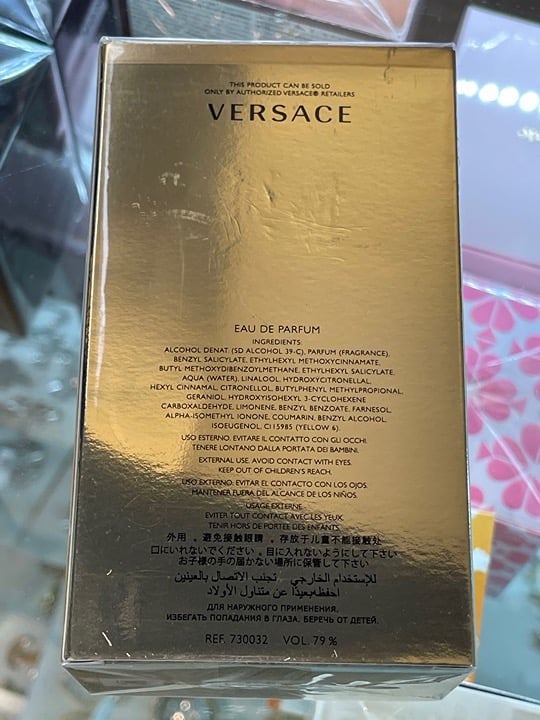 THIS PRODUCT CAN BE SOLD
ONLY BY AUTHORIZED VERSACE® RETAILERS
VERSACE
EAU DE PARFUM
INGREDIENTS:
ALCOHOL DENAT. (SD ALCOHOL 39-C), PARFUM (FRAGRANCE),
BENZYL SALICYLATE, ETHYLHEXYL METHOXYCINNAMATE,
BUTYL METHOXYDIBENZOYLMETHANE, ETHYLHEXYL SALICYLATE,
AQUA (WATER), LINALOOL, HYDROXYCITRONELLAL,
HEXYL CINNAMAL, CITRONELLOL, BUTYLPHENYL METHYLPROPIONAL,
GERANIOL, HYDROXYISOHEXYL 3-CYCLOHEXENE
CARBOXALDEHYDE, LIMONENE, BENZYL BENZOATE, FARNESOL,
ALPHA-ISOMETHYL IONONE, COUMARIN, BENZYL ALCOHOL,
ISOEUGENOL, CI15985 (YELLOW 6).
USO ESTERNO. EVITARE IL CONTATTO CON GLI OCCHI.
TENERE LONTANO DALLA PORTATA DEI BAMBINI.
EXTERNAL USE. AVOID CONTACT WITH EYES.
KEEP OUT OF CHILDREN'S REACH.
USO EXTERNO. EVITAR EL CONTACTO CON LOS OJOS.
MANTENER FUERA DEL ALCANCE DE LOS NIÑOS.
USAGE EXTERNE.
EVITER TOUT CONTACT AVEC LES YEUX.
TENIR HORS DE PORTEE DES ENFANTS.
外用 。避免接触眼睛 。存放于儿童不能接触处
口にいれないでください 。目に入れないようにして下さい
お子様の手の届かない場所に保管して下さい
للإستخدام الخارجي . تجنب الاتصال بالعينين
احفظه بعيدًا عن متناول الأولاد
ДЛЯ НАРУЖНОГО ПРИМЕНЕНИЯ,
ИЗБЕГАТЬ ПОПАДАНИЯ В ГЛАЗА. БЕРЕЧЬ ОТ ДЕТЕЙ.
REF. 730032 VOL. 79 %